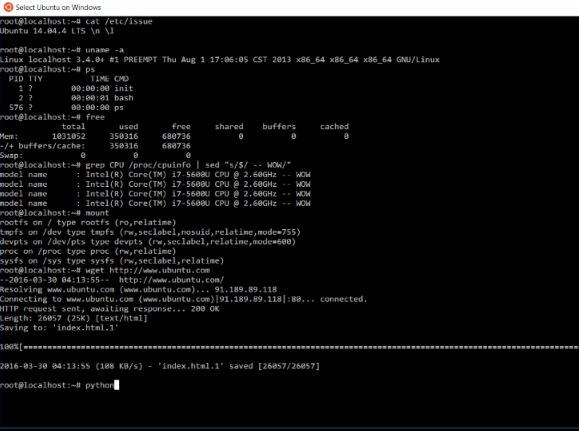 Select Ubuntu on Windows
root@localhost:~# cat /etc/issue
Ubuntu 14.04.4 LTS \n \l
root@localhost:~# uname -a
Linux localhost 3.4.0+ #1 PREEMPT Thu Aug 1 17:06:05 CST 2013 x86_64 x86_64 x86_64 GNU/Linux
root@localhost:~# ps
PID TTY TIME CMD
1 ? 00:00:00 init
2 ? 00:00:01 bash
576 ? 00:00:00 ps
root@localhost:~# free
total used free shared buffers cached
Mem: 1031052 350316 680736 0 0 0
-/+ buffers/cache: 350316 680736
Swap: 0 0 0
root@localhost:~# grep CPU /proc/cpuinfo | sed "s/$/ -- WOW/"
model name : Intel(R) Core(TM) i7-5600U CPU @ 2.60GHz -- WOW
model name : Intel(R) Core(TM) i7-5600U CPU @ 2.60GHz -- WOW
model name : Intel(R) Core(TM) i7-5600U CPU @ 2.60GHz -- WOW
model name : Intel(R) Core(TM) i7-5600U CPU @ 2.60GHz -- WOW
root@localhost:~# mount
rootfs on / type rootfs (ro,relatime)
tmpfs on /dev type tmpfs (rw,seclabel,nosuid,relatime,mode=755)
devpts on /dev/pts type devpts (rw,seclabel,relatime,mode=600)
proc on /proc type proc (rw,relatime)
sysfs on /sys type sysfs (rw,seclabel,relatime)
root@localhost:~# wget http://www.ubuntu.com
--2016-03-30 04:13:55-- http://www.ubuntu.com/
Resolving www.ubuntu.com (www.ubuntu.com)... 91.189.89.118
Connecting to www.ubuntu.com (www.ubuntu.com)|91.189.89.118|:80... connected.
HTTP request sent, awaiting response... 200 OK
Length: 26057 (25K) [text/html]
Saving to: 'index.html.1'
100%[=====================================================================================
2016-03-30 04:13:55 (108 KB/s) - 'index.html.1' saved [26057/26057]
root@localhost:~# python